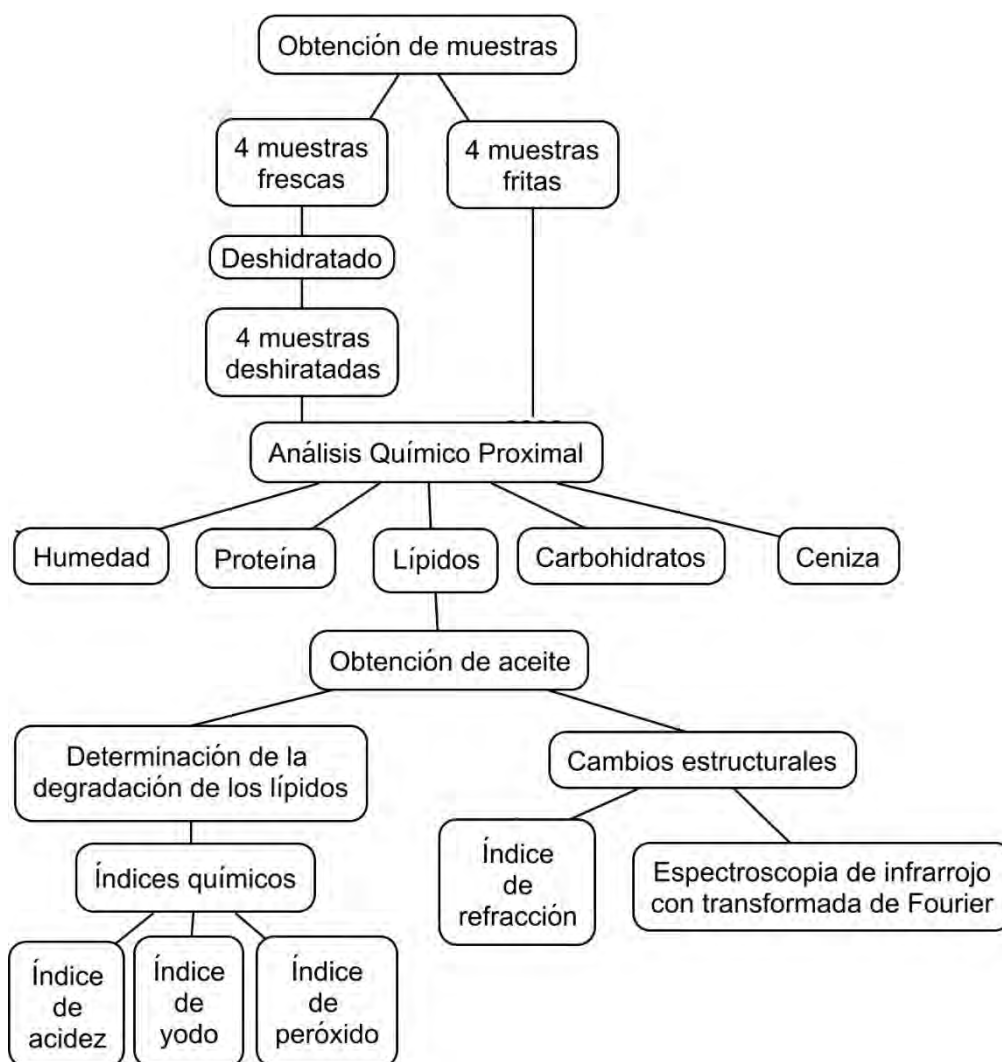 Obtención de muestras
4 muestras
frescas
4 muestras
fritas
Deshidratado
4 muestras
deshiratadas
Análisis Químico Proximal
Humedad
Proteína
Lípidos
Carbohidratos
Ceniza
Obtención de aceite
Determinación de la
degradación de los lípidos
Cambios estructurales
Índices químicos
Índice
de
refracción
Espectroscopia de infrarrojo
con transformada de Fourier
Índice
de
acidez
Índice
de
yodo
Índice
de
peróxido